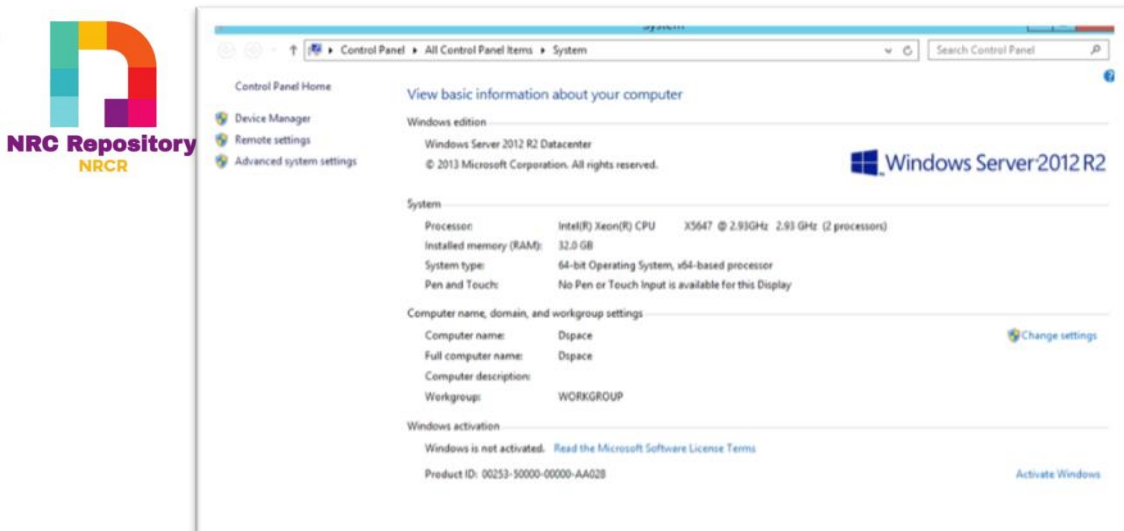 System
Control Panel ▸ All Control Panel Items ▸ System
Search Control Panel
Control Panel Home
Device Manager
Remote settings
Advanced system settings
NRC Repository
NRCR
View basic information about your computer
Windows edition
Windows Server 2012 R2 Datacenter
© 2013 Microsoft Corporation. All rights reserved.
Windows Server 2012 R2
System
Processor: Intel(R) Xeon(R) CPU X5647 @ 2.93GHz 2.93 GHz (2 processors)
Installed memory (RAM): 32.0 GB
System type: 64-bit Operating System, x64-based processor
Pen and Touch: No Pen or Touch Input is available for this Display
Computer name, domain, and workgroup settings
Computer name: Dspace
Change settings
Full computer name: Dspace
Computer description:
Workgroup: WORKGROUP
Windows activation
Windows is not activated. Read the Microsoft Software License Terms
Product ID: 00253-50000-00000-AA028
Activate Windows